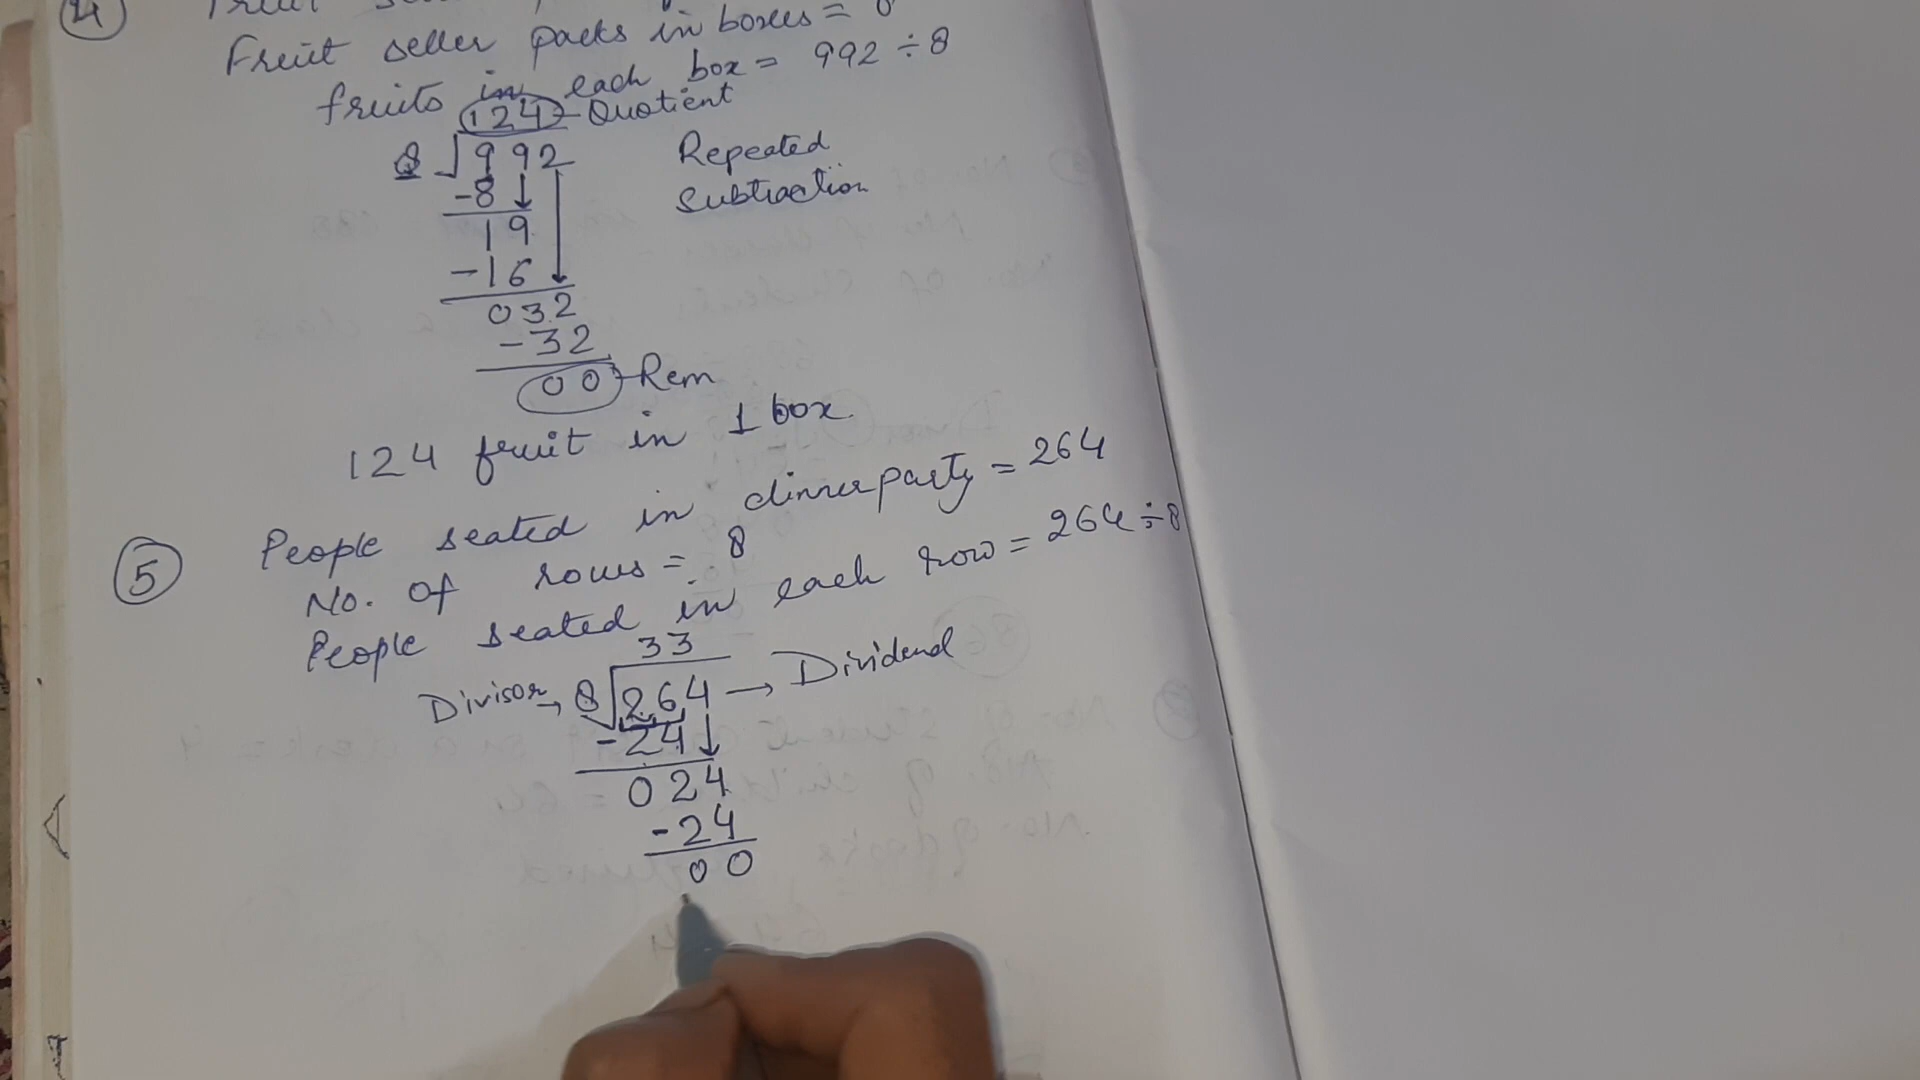 4
Fruit seller packs in boxes = 8
fruits in each box = 992 ÷ 8
124 - Quotient
8 992 Repeated
-8 Subtraction
19
-16
032
-32
00 - Rem
124 fruit in 1 box.
5 People seated in dinner party = 264
No. of rows = 8
People seated in each row = 264 ÷ 8
33
Divisor → 8 264 → Dividend
-24
024
-24
00